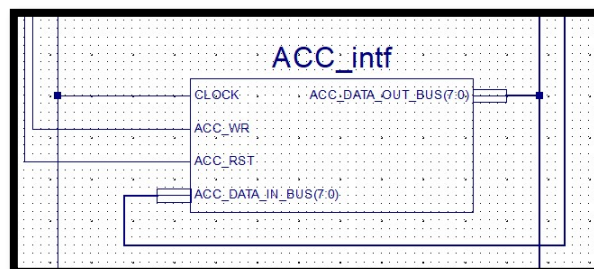 ACC_intf
CLOCK ACC_DATA_OUT_BUS(7:0)
ACC_WR
ACC_RST
ACC_DATA_IN_BUS(7:0)